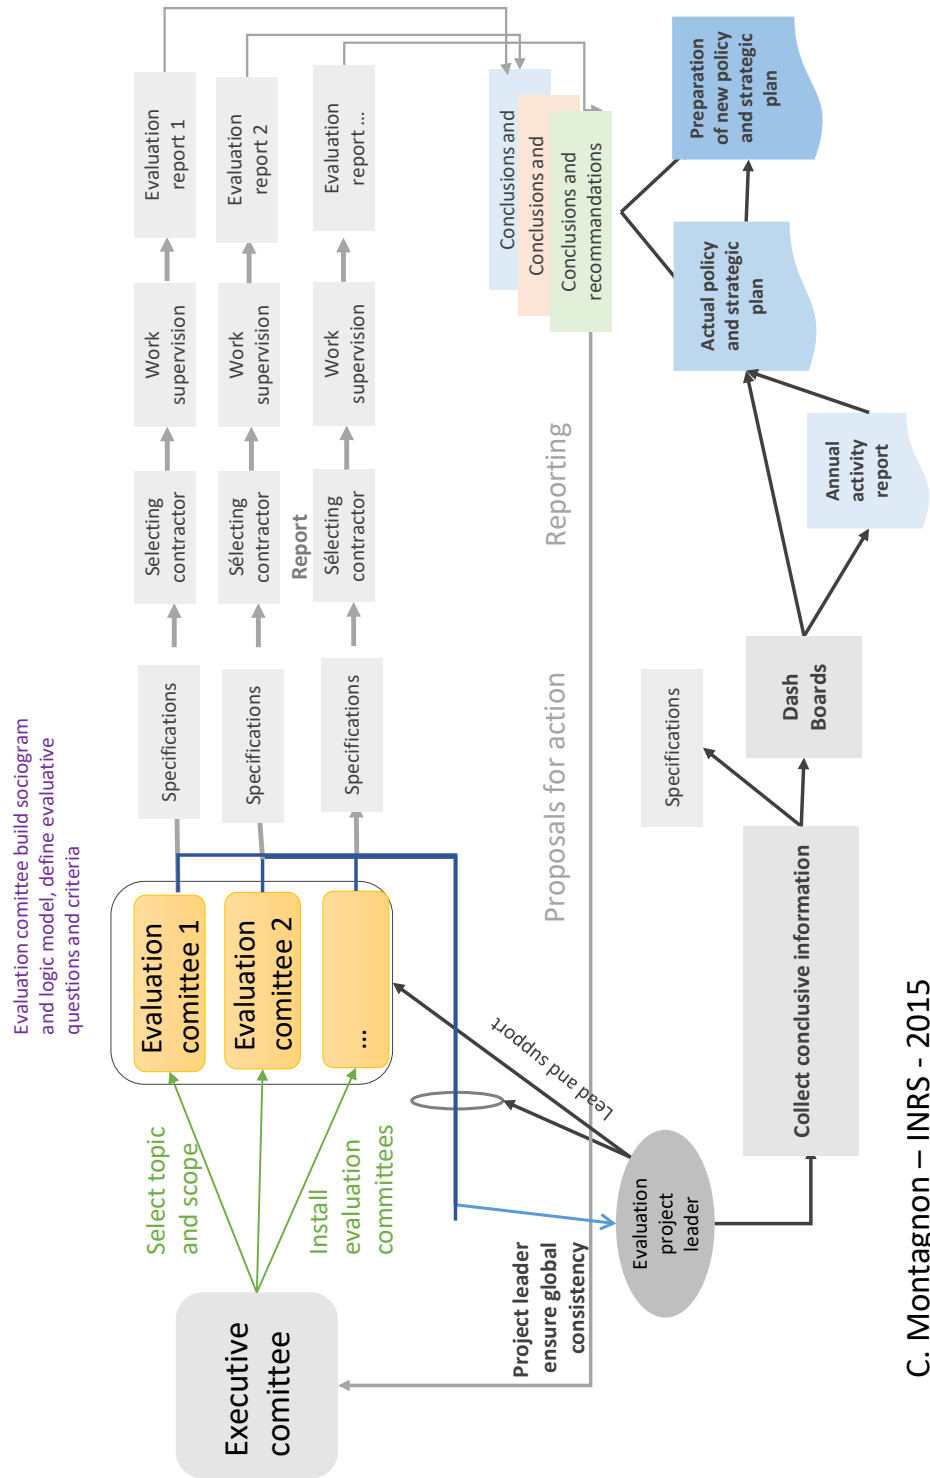 Evaluation comittee build sociogram
and logic model, define evaluative
questions and criteria
Executive
comittee
Select topic
and scope
Install
evaluation
committees
Evaluation
comittee 1
Evaluation
comittee 2
...
Specifications
Specifications
Specifications
Selecting
contractor
Sélecting
contractor
Report
Sélecting
contractor
Work
supervision
Work
supervision
Work
supervision
Evaluation
report 1
Evaluation
report 2
Evaluation
report ...
Conclusions and
Conclusions and
Conclusions and
recommandations
Proposals for action
Reporting
Lead and support
Project leader
ensure global
consistency
Evaluation
project
leader
Collect conclusive information
Specifications
Dash
Boards
Annual
activity
report
Actual policy
and strategic
plan
Preparation
of new policy
and strategic
plan
C. Montagnon – INRS - 2015